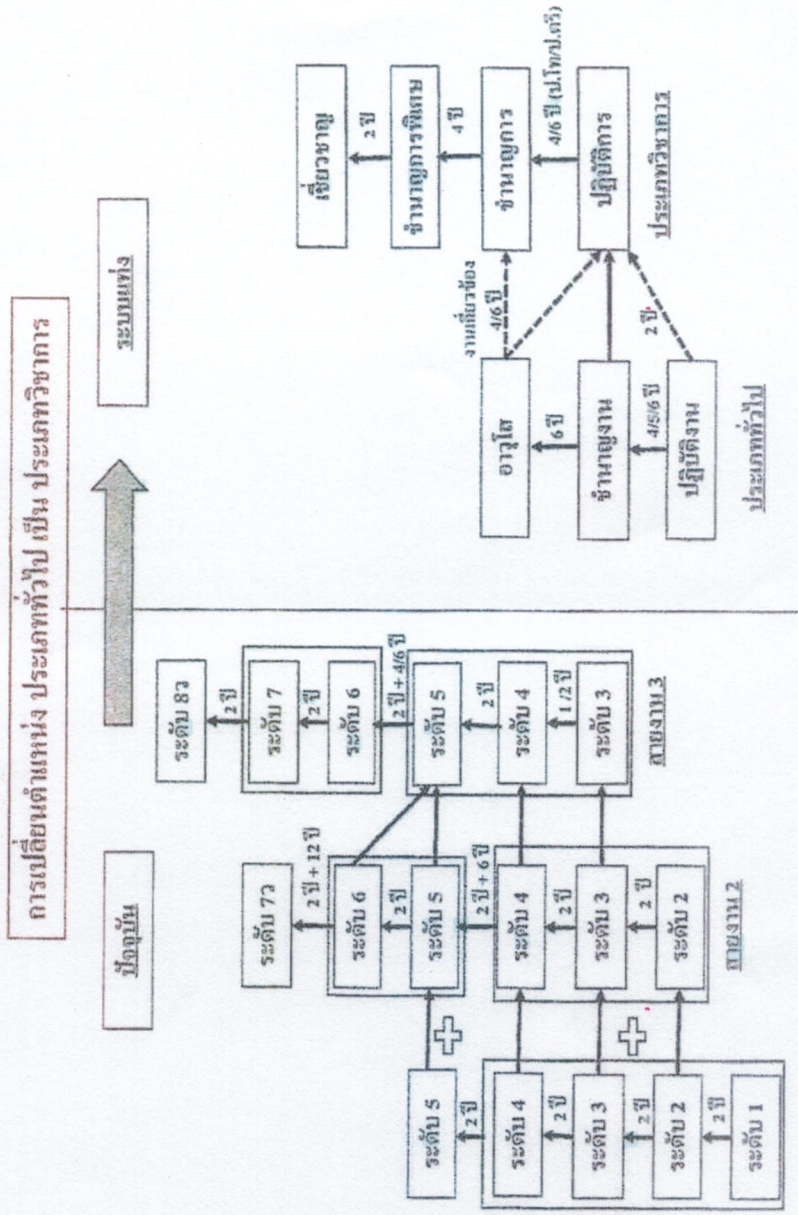 การเปลี่ยนตำแหน่ง ประเภททั่วไป เป็น ประเภทวิชาการ
ปัจจุบัน
ระบบแท่ง
ระดับ 5
2 ปี
ระดับ 4
2 ปี
ระดับ 3
2 ปี
ระดับ 2
2 ปี
ระดับ 1
ระดับ 7ว
2 ปี + 12 ปี
ระดับ 6
2 ปี
ระดับ 5
2 ปี + 6 ปี
ระดับ 4
2 ปี
ระดับ 3
2 ปี
ระดับ 2
สายงาน 2
ระดับ 8ว
2 ปี
ระดับ 7
2 ปี
ระดับ 6
2 ปี + 4/6 ปี
ระดับ 5
2 ปี
ระดับ 4
1/2 ปี
ระดับ 3
สายงาน 3
อาวุโส
6 ปี
ชำนาญงาน
4/5/6 ปี
ปฏิบัติงาน
ประเภททั่วไป
งานเกี่ยวข้อง
4/6 ปี
2 ปี
เชี่ยวชาญ
2 ปี
ชำนาญการพิเศษ
4 ปี
ชำนาญการ
4/6 ปี (ป.โท/ป.ตรี)
ปฏิบัติการ
ประเภทวิชาการ